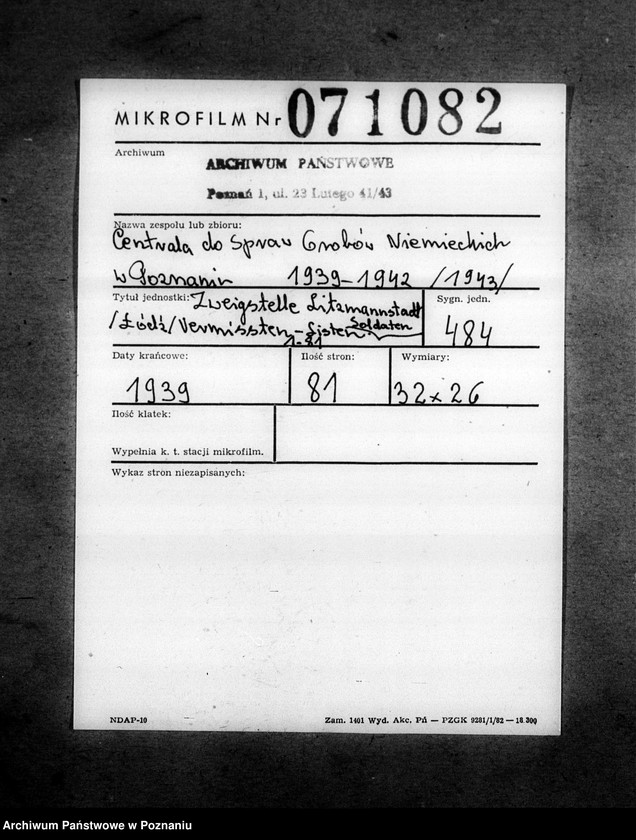 MIKROFILM Nr 071082
Archiwum
ARCHIWUM PAŃSTWOWE
Poznań 1, ul. 23 Lutego 41/43
Nazwa zespołu lub zbioru:
Centrala do Spraw Grobów Niemieckich
w Poznaniu 1939-1942 /1943/
Tytuł jednostki: Zweigstelle Litzmannstadt
/Łódź/ Vermissten-Listen Soldaten
1-81
Sygn. jedn.
484
Daty krańcowe:
1939
Ilość stron:
81
Wymiary:
32x26
Ilość klatek:
Wypełnia k. t. stacji mikrofilm.
Wykaz stron niezapisanych:
NDAP-10
Zam. 1401 Wyd. Akc. Pń — PZGK 9281/1/82 — 18.300
Archiwum Państwowe w Poznaniu